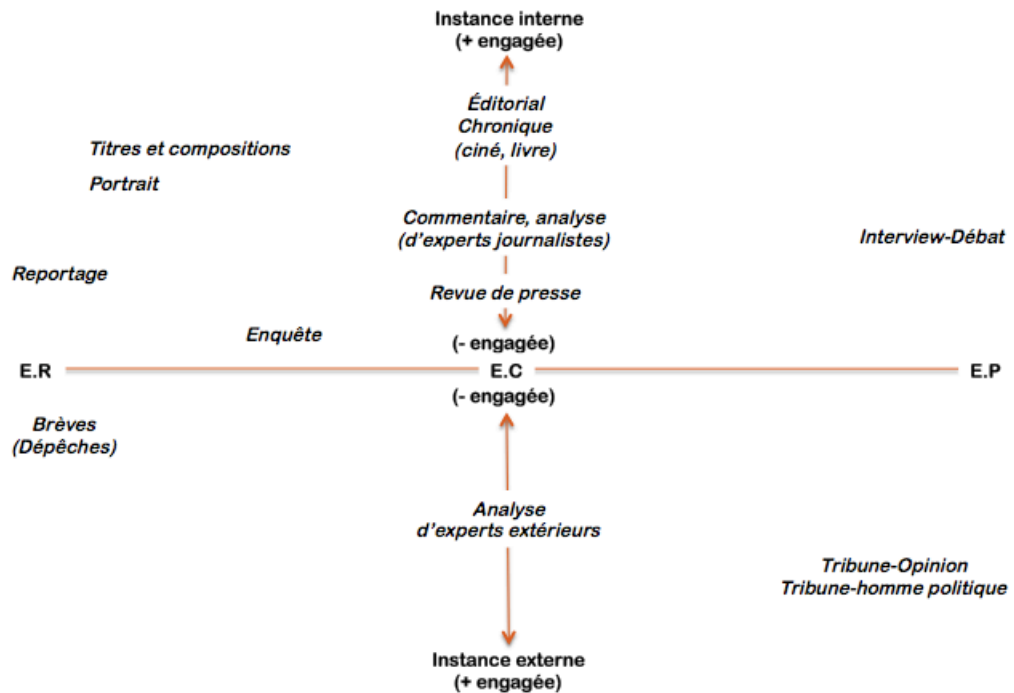 Instance interne
(+ engagée)
Éditorial
Chronique
(ciné, livre)
Titres et compositions
Portrait
Commentaire, analyse
(d'experts journalistes)
Interview-Débat
Reportage
Revue de presse
Enquête
(- engagée)
E.R
E.C
E.P
(- engagée)
Brèves
(Dépêches)
Analyse
d'experts extérieurs
Tribune-Opinion
Tribune-homme politique
Instance externe
(+ engagée)